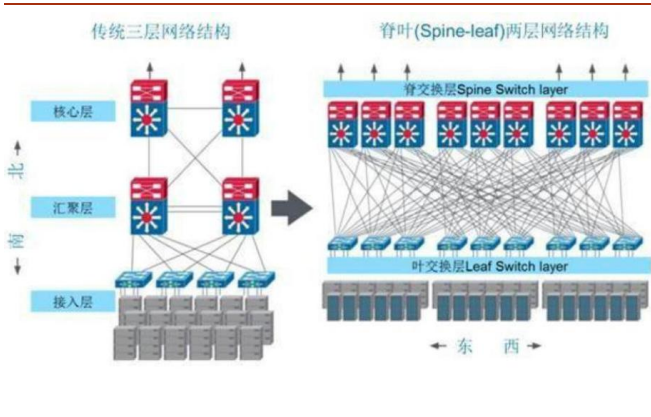 传统三层网络结构
脊叶(Spine-leaf)两层网络结构
脊交换层Spine Switch layer
核心层
北
汇聚层
南
叶交换层Leaf Switch layer
接入层
东 西